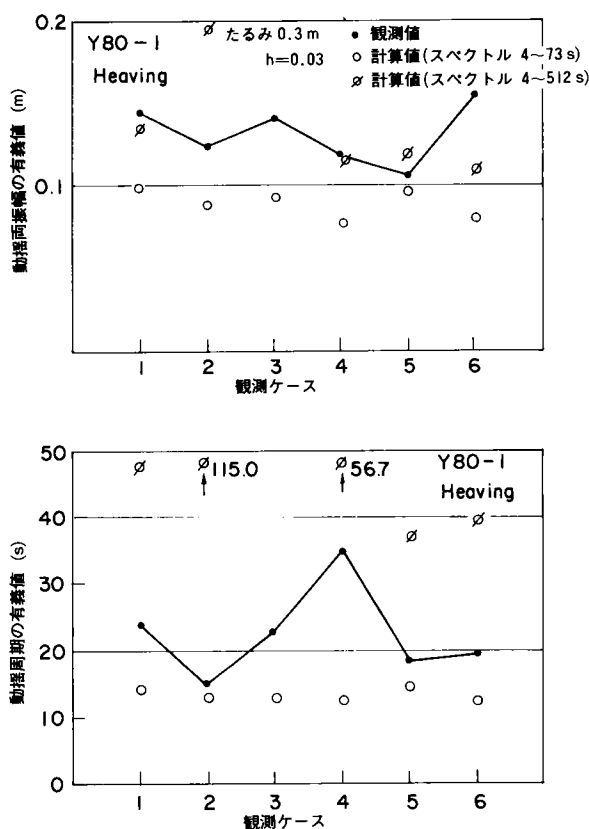 0.2
Y80-1
Heaving
たるみ 0.3 m
h=0.03
観測値
計算値(スペクトル 4~73 s)
計算値(スペクトル 4~512 s)
0.1
動揺両振幅の有義値 (m)
1 2 3 4 5 6
観測ケース
50
115.0
56.7
Y80-1
Heaving
40
30
20
10
0
動揺周期の有義値 (s)
1 2 3 4 5 6
観測ケース